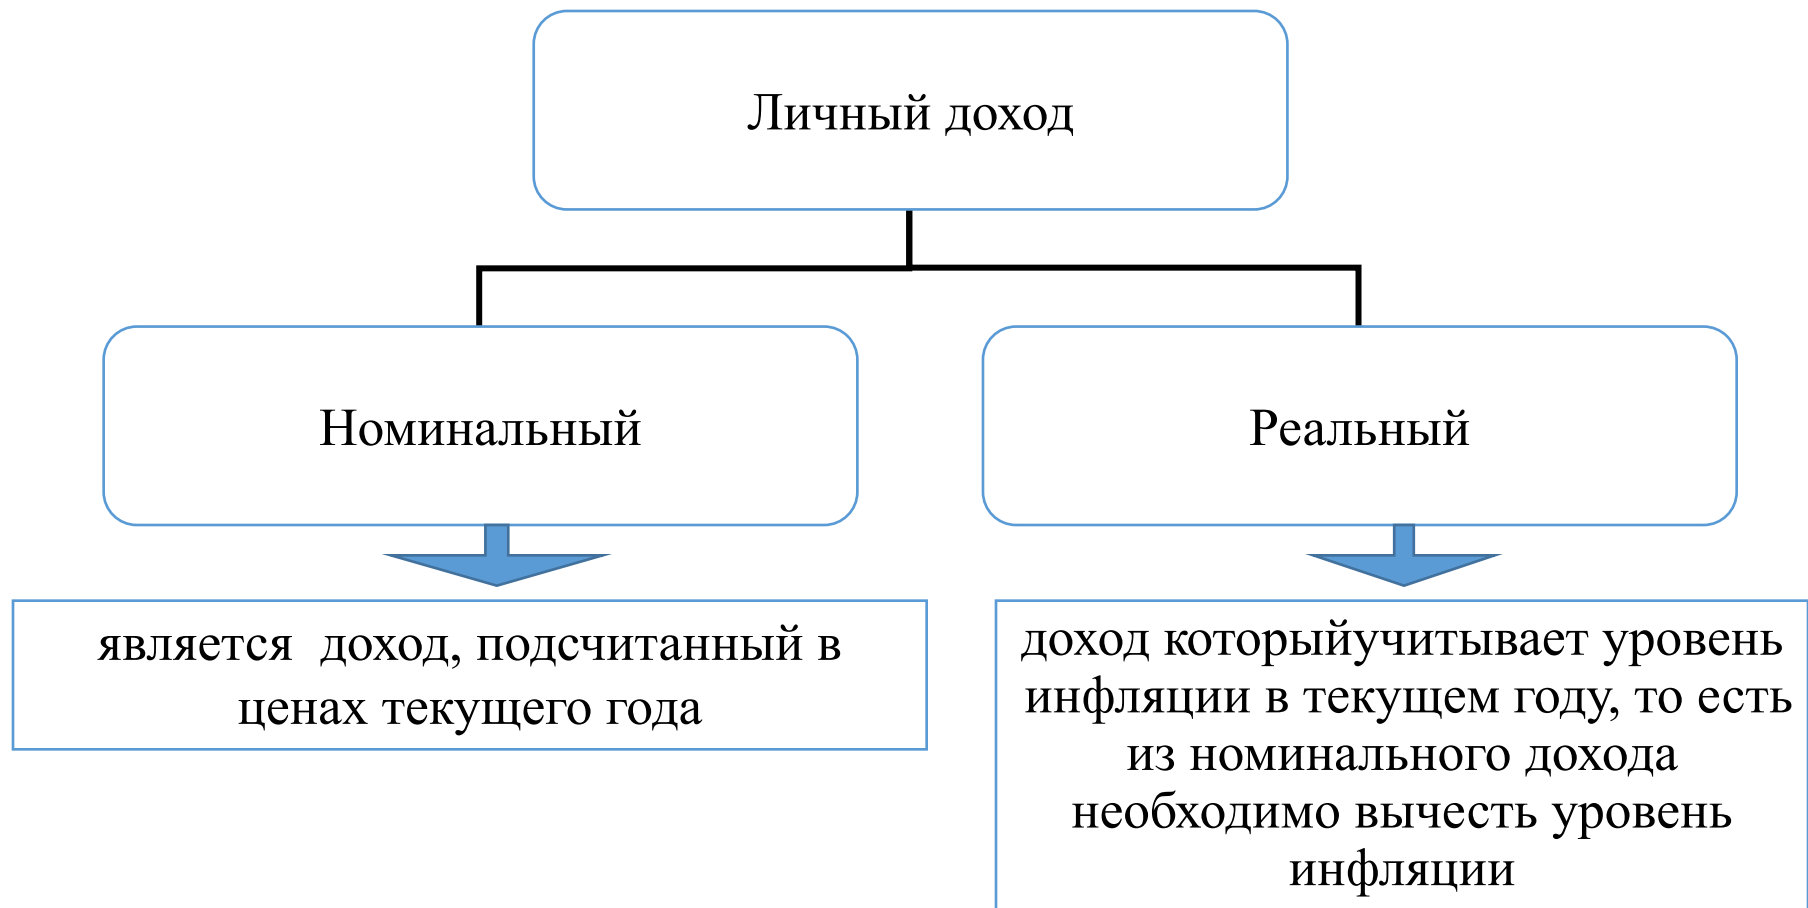 Личный доход
Номинальный
Реальный
является  доход, подсчитанный в
ценах текущего года
доход которыйучитывает уровень
инфляции в текущем году, то есть
из номинального дохода
необходимо вычесть уровень
инфляции